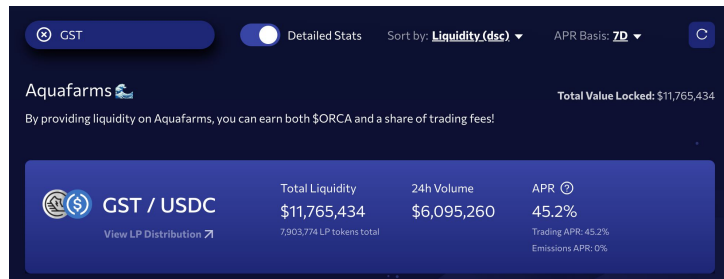 GST
Detailed Stats
Sort by: Liquidity (dsc)
APR Basis: 7D
Aquafarms
Total Value Locked: $11,765,434
By providing liquidity on Aquafarms, you can earn both $ORCA and a share of trading fees!
GST / USDC
View LP Distribution
Total Liquidity
$11,765,434
7,903,774 LP tokens total
24h Volume
$6,095,260
APR
45.2%
Trading APR: 45.2%
Emissions APR: 0%